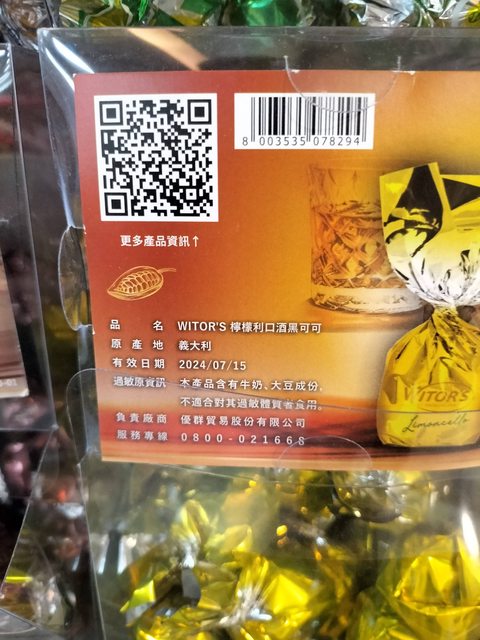 8 003535 078294
更多產品資訊↑
品 名 WITOR'S 檸檬利口酒黑可可
原 產 地 義大利
有效日期 2024/07/15
過敏原資訊 本產品含有牛奶、大豆成份。
不適合對其過敏體質者食用。
負責廠商 優群貿易股份有限公司
服務專線 0800-021668
WITOR'S
Limoncello